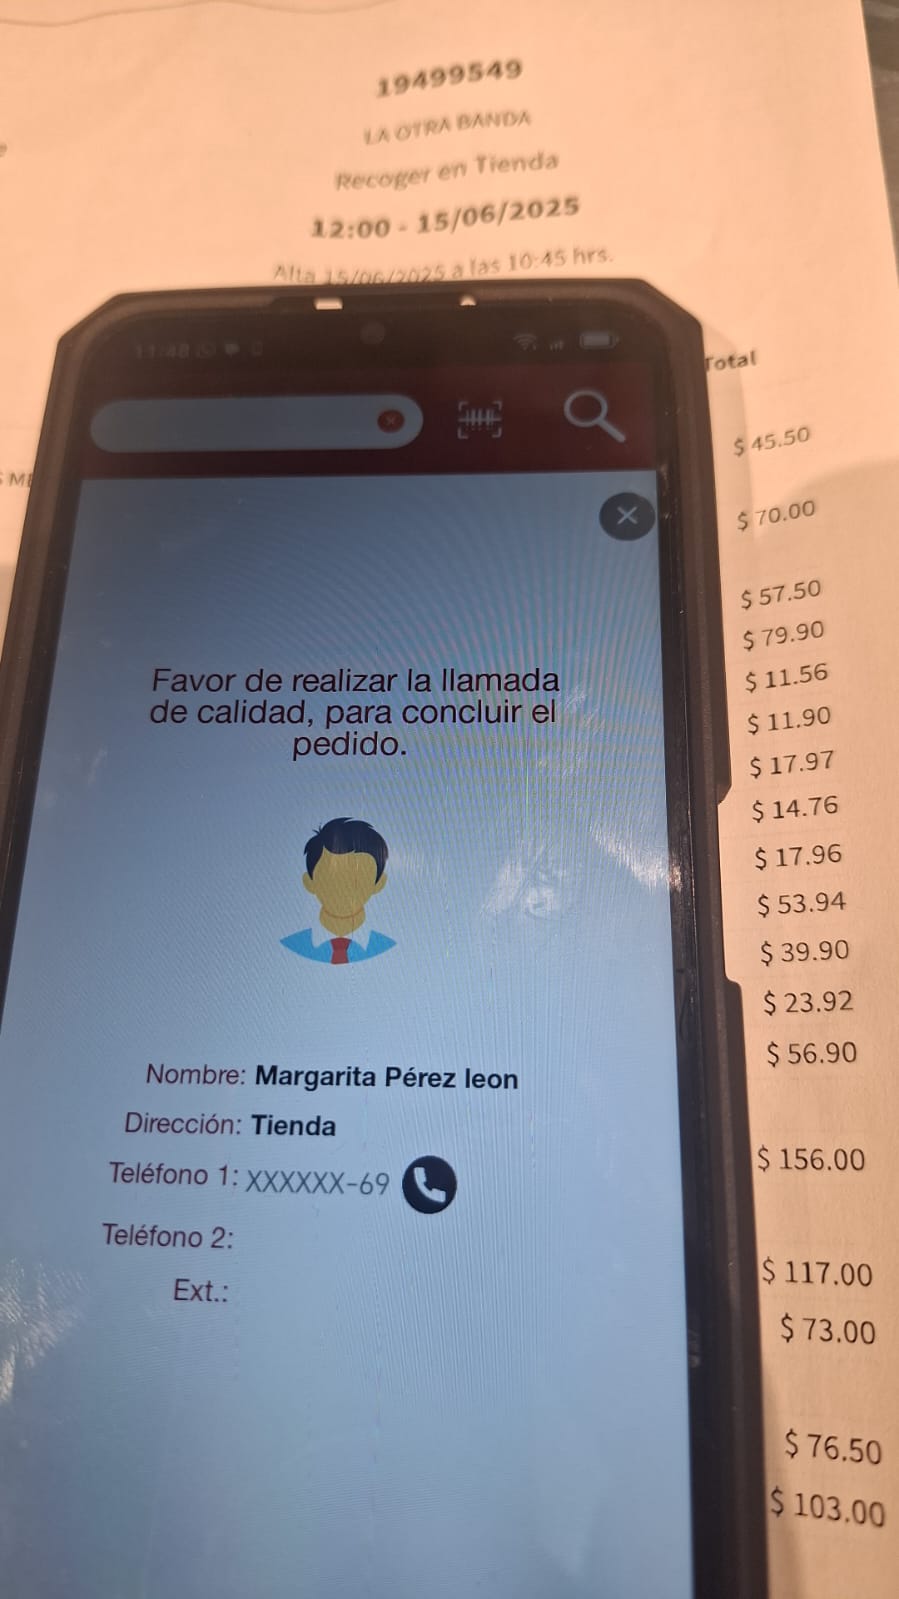 19499549
LA OTRA BANDA
Recoger en Tienda
12:00 - 15/06/2025
Alta 15/06/2025 a las 10:45 hrs.
11:48
Total
$ 45.50
$ 70.00
$ 57.50
$ 79.90
$ 11.56
$ 11.90
$ 17.97
$ 14.76
$ 17.96
$ 53.94
$ 39.90
$ 23.92
$ 56.90
$ 156.00
$ 117.00
$ 73.00
$ 76.50
$ 103.00
Favor de realizar la llamada
de calidad, para concluir el
pedido.
Nombre: Margarita Pérez leon
Dirección: Tienda
Teléfono 1: XXXXXX-69
Teléfono 2:
Ext.: